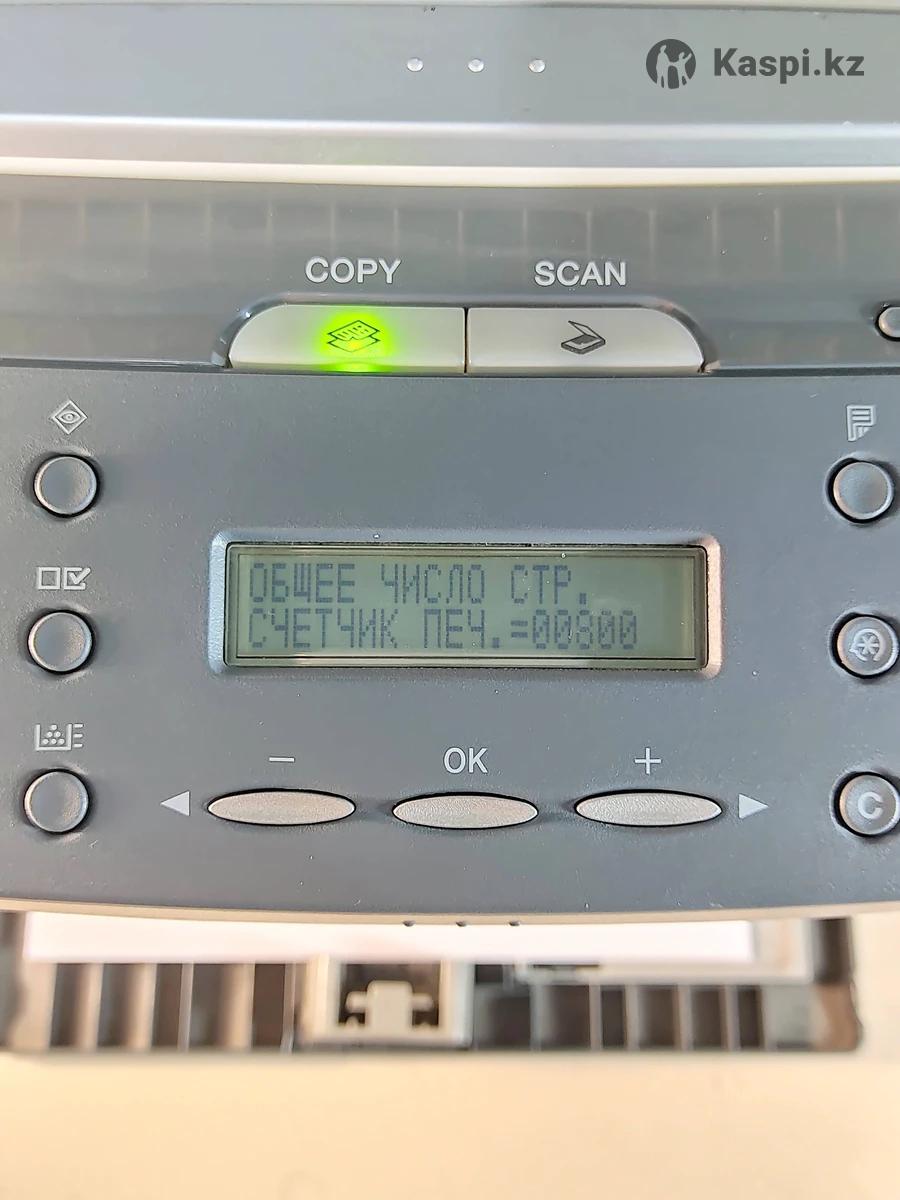 Kaspi.kz
COPY SCAN
ОБЩЕЕ ЧИСЛО СТР.
СЧЕТЧИК ПЕЧ.=00800
− OK +
C